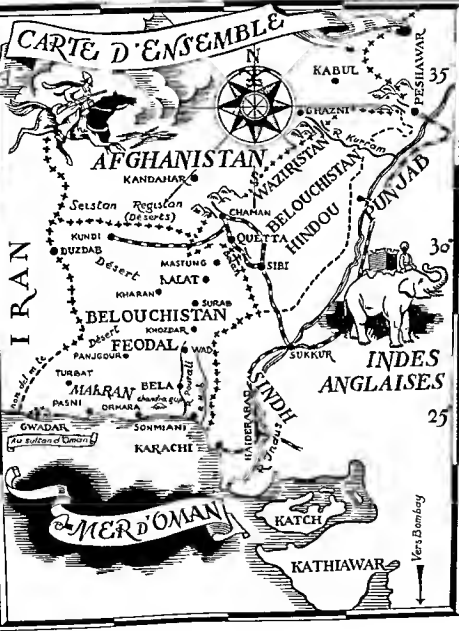 CARTE D'ENSEMBLE
N
35
KABUL
PESHAWAR
GHAZNI
R. Kurram
AFGHANISTAN
WAZIRISTAN
KANDAHAR
BELOUCHISTAN
HINDOU
PUNJAB
Seistan
Registan
(Déserts)
CHAMAN
KUNDI
QUETTA
30
DUZDAB
IRAN
Désert
MASTUNG
SIBI
KALAT
KHARAN
SURAB
BELOUCHISTAN
Désert
KHOZDAR
FEODAL
WAD
PANJGOUR
SUKKUR
INDES
ANGLAISES
TURBAT
MAKRAN
BELA
R. Pourali
SINDH
PASNI
ORMARA
25
GWADAR
SONMIANI
HAIDERABAD
R. Indus
Au sultan d'Oman
KARACHI
MER D'OMAN
KATCH
KATHIAWAR
Vers Bombay